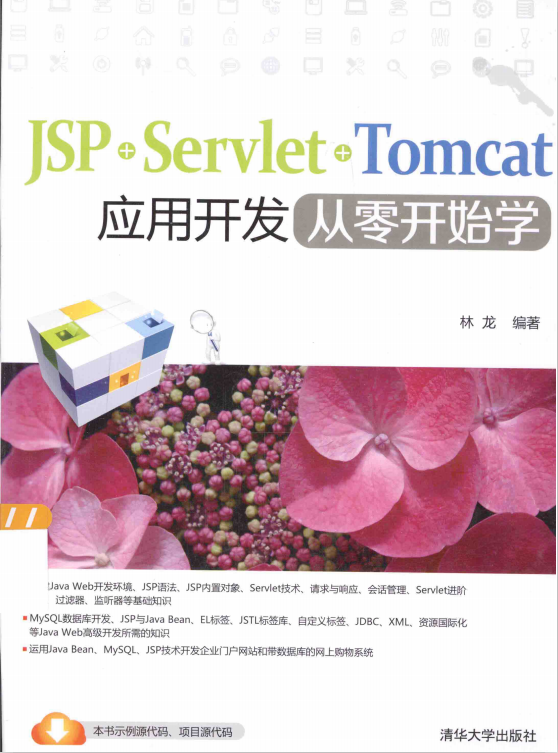 JSP+Servlet+Tomcat
应用开发 从零开始学
林龙 编著
Java Web开发环境、JSP语法、JSP内置对象、Servlet技术、请求与响应、会话管理、Servlet进阶
过滤器、监听器等基础知识
MySQL数据库开发、JSP与Java Bean、EL标签、JSTL标签库、自定义标签、JDBC、XML、资源国际化
等Java Web高级开发所需的知识
运用Java Bean、MySQL、JSP技术开发企业门户网站和带数据库的网上购物系统
本书示例源代码、项目源代码
清华大学出版社